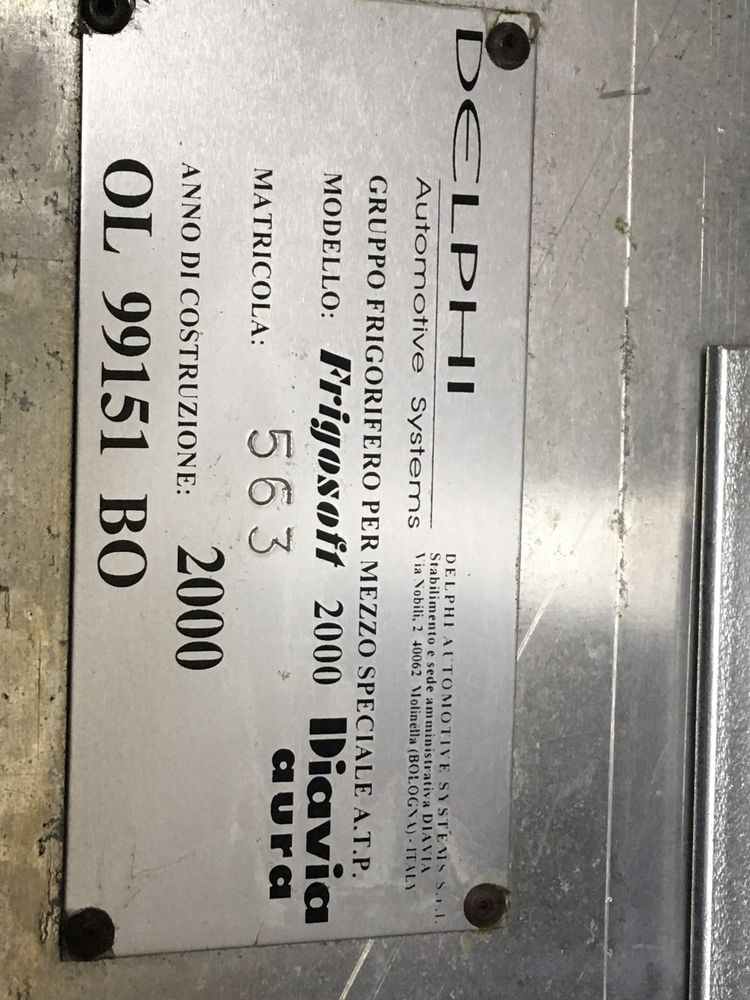 DELPHI
Automotive Systems
DELPHI AUTOMOTIVE SYSTEMS S.r.l.
Stabilimento e sede amministrativa DIAVIA
Via Nobili, 2 40062 Molinella (BOLOGNA) - ITALY
GRUPPO FRIGORIFERO PER MEZZO SPECIALE A.T.P.
MODELLO: Frigosoft 2000 Diavia
aura
MATRICOLA: 563
ANNO DI COSTRUZIONE: 2000
OL 99151 BO